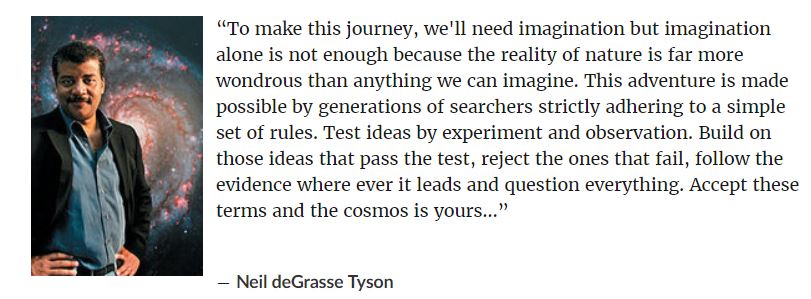 “To make this journey, we'll need imagination but imagination
alone is not enough because the reality of nature is far more
wondrous than anything we can imagine. This adventure is made
possible by generations of searchers strictly adhering to a simple
set of rules. Test ideas by experiment and observation. Build on
those ideas that pass the test, reject the ones that fail, follow the
evidence where ever it leads and question everything. Accept these
terms and the cosmos is yours...”
— Neil deGrasse Tyson